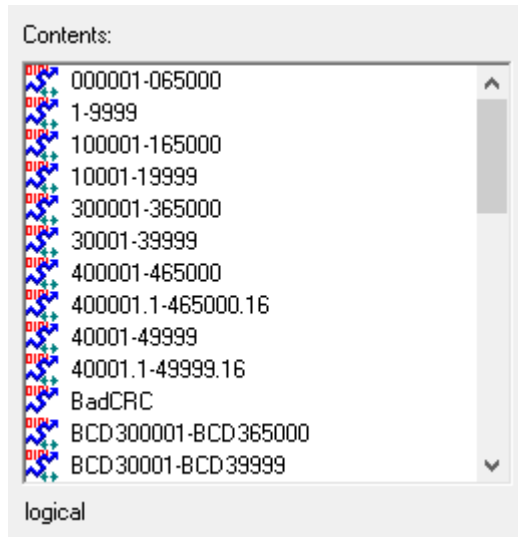 Contents:
000001-065000
1-9999
100001-165000
10001-19999
300001-365000
30001-39999
400001-465000
400001.1-465000.16
40001-49999
40001.1-49999.16
BadCRC
BCD300001-BCD365000
BCD30001-BCD39999
logical